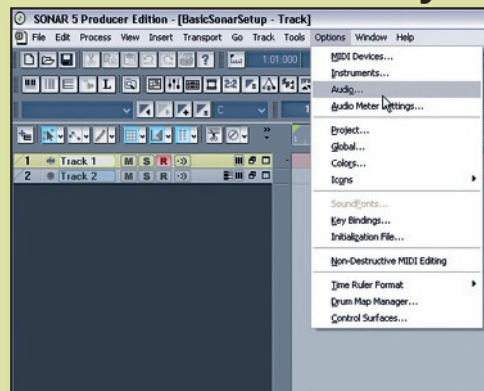 SONAR 5 Producer Edition - [BasicSonarSetup - Track]
File Edit Process View Insert Transport Go Track Tools Options Window Help
1:01:000
MIDI Devices...
Instruments...
Audio...
Audio Meter Settings...
Project...
Global...
Colors...
Icons
SoundFonts...
Key Bindings...
Initialization File...
Non-Destructive MIDI Editing
Time Ruler Format
Drum Map Manager...
Control Surfaces...
C
1 Track 1 M S R
2 Track 2 M S R